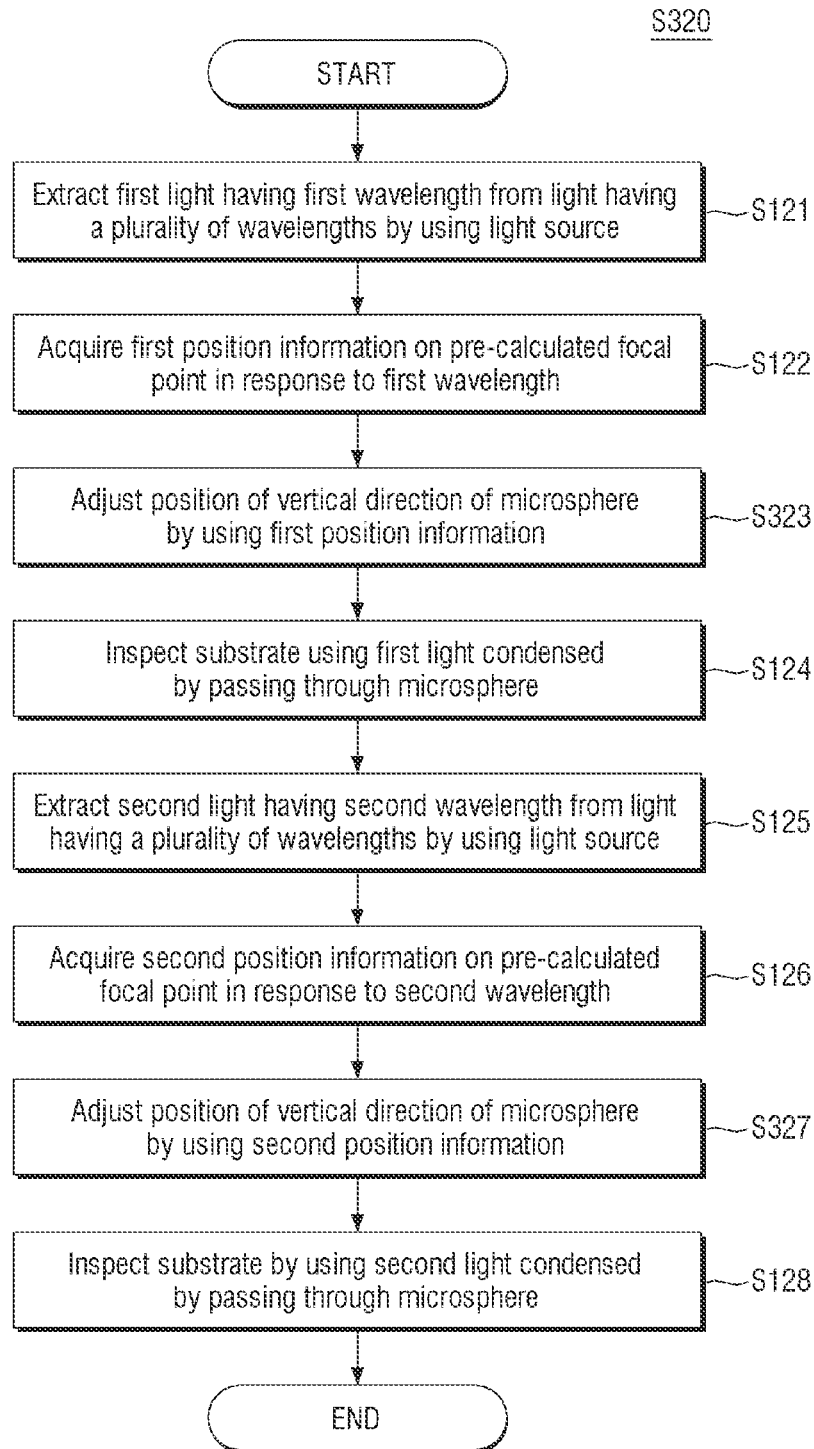 S320
START
Extract first light having first wavelength from light having
a plurality of wavelengths by using light source
S121
Acquire first position information on pre-calculated focal
point in response to first wavelength
S122
Adjust position of vertical direction of microsphere
by using first position information
S323
Inspect substrate using first light condensed
by passing through microsphere
S124
Extract second light having second wavelength from light
having a plurality of wavelengths by using light source
S125
Acquire second position information on pre-calculated
focal point in response to second wavelength
S126
Adjust position of vertical direction of microsphere
by using second position information
S327
Inspect substrate by using second light condensed
by passing through microsphere
S128
END